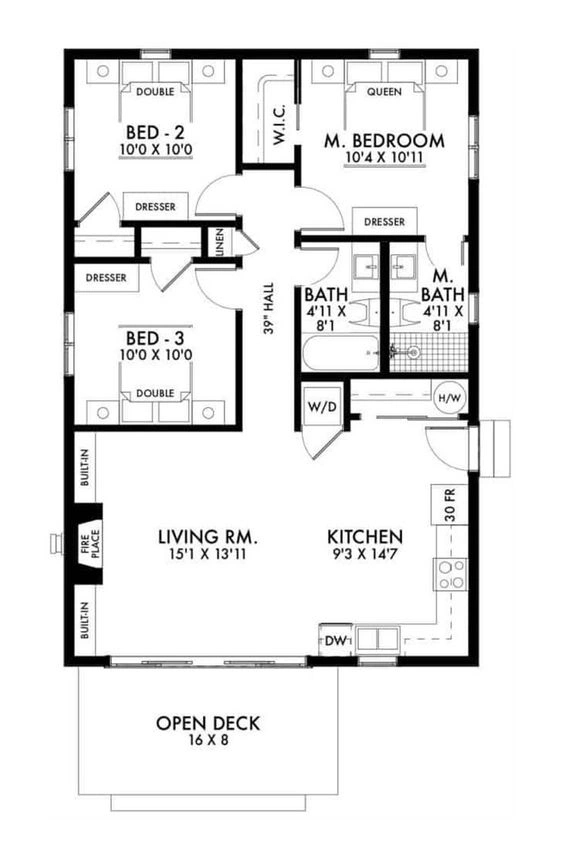 DOUBLE
BED - 2
10'0 X 10'0
DRESSER
W.I.C.
QUEEN
M. BEDROOM
10'4 X 10'11
DRESSER
LINEN
DRESSER
BED - 3
10'0 X 10'0
DOUBLE
39" HALL
BATH
4'11 X
8'1
M.
BATH
4'11 X
8'1
W/D
H/W
BUILT-IN
FIRE
PLACE
BUILT-IN
LIVING RM.
15'1 X 13'11
KITCHEN
9'3 X 14'7
30 FR
DW
OPEN DECK
16 X 8